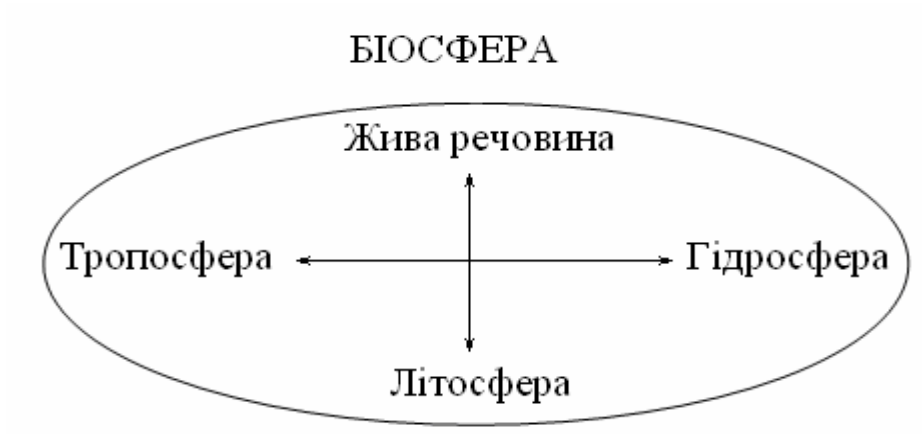 БІОСФЕРА
Жива речовина
Тропосфера
Гідросфера
Літосфера